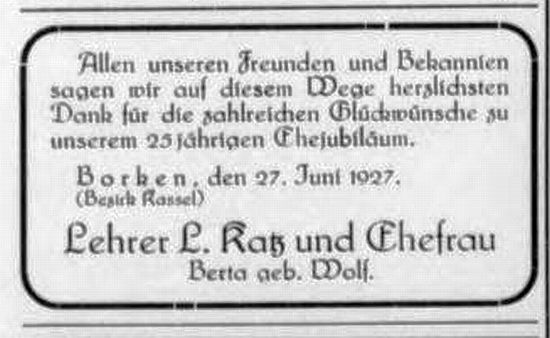 Allen unseren Freunden und Bekannten
sagen wir auf diesem Wege herzlichsten
Dank für die zahlreichen Glückwünsche zu
unserem 25jährigen Ehejubiläum.
Borken, den 27. Juni 1927.
(Bezirk Kassel)
Lehrer L. Katz und Ehefrau
Berta geb. Wolf.